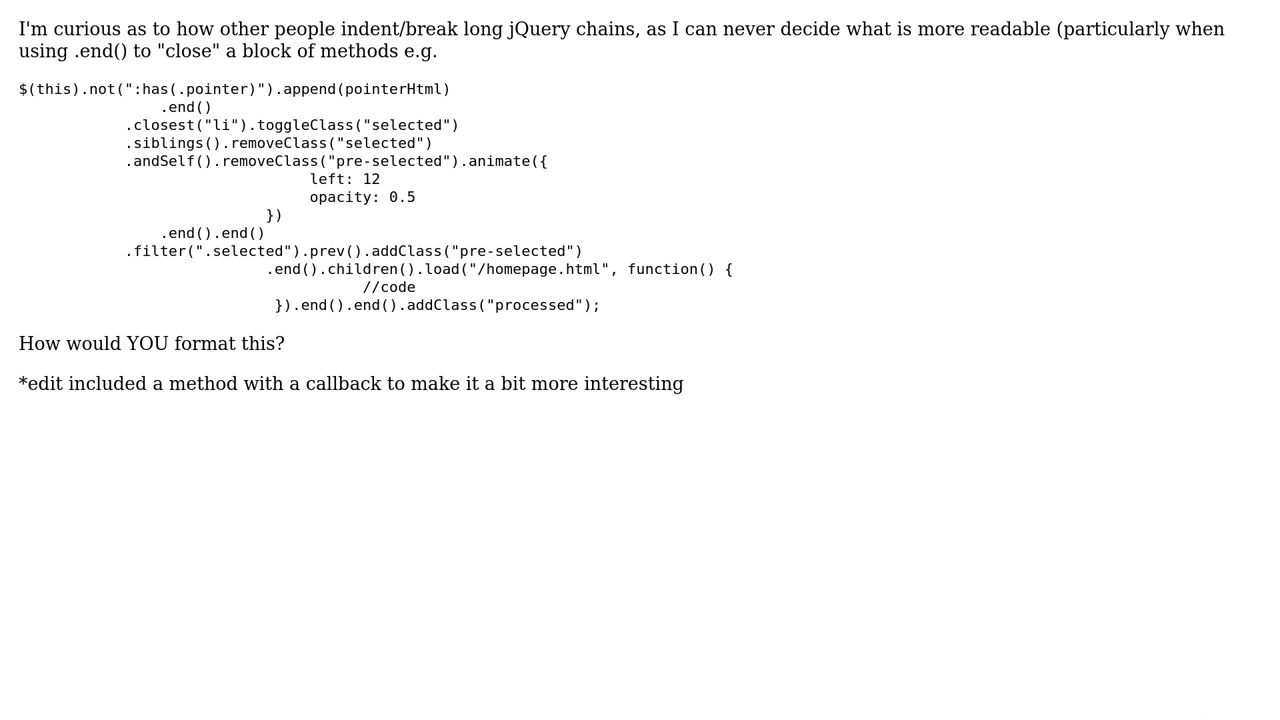 I'm curious as to how other people indent/break long jQuery chains, as I can never decide what is more readable (particularly when
using .end() to "close" a block of methods e.g.
$(this).not(":has(.pointer)").append(pointerHtml)
                .end()
            .closest("li").toggleClass("selected")
            .siblings().removeClass("selected")
            .andSelf().removeClass("pre-selected").animate({
                                 left: 12
                                 opacity: 0.5
                            })
                .end().end()
            .filter(".selected").prev().addClass("pre-selected")
                            .end().children().load("/homepage.html", function() {
                                       //code
                             }).end().end().addClass("processed");
How would YOU format this?
*edit included a method with a callback to make it a bit more interesting